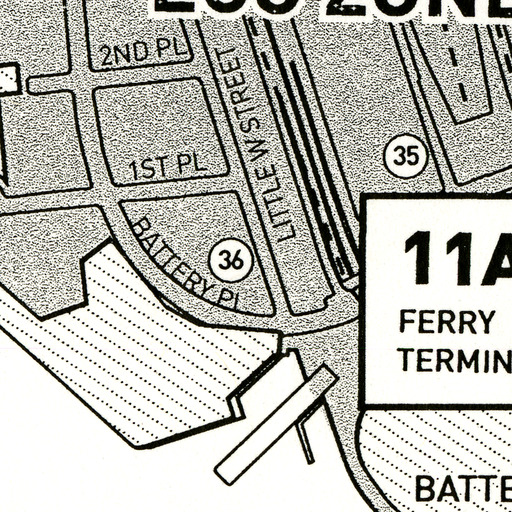 2ND PL
LITTLE W STREET
1ST PL
35
BATTERY PL
36
11A
FERRY
TERMIN
BATTE